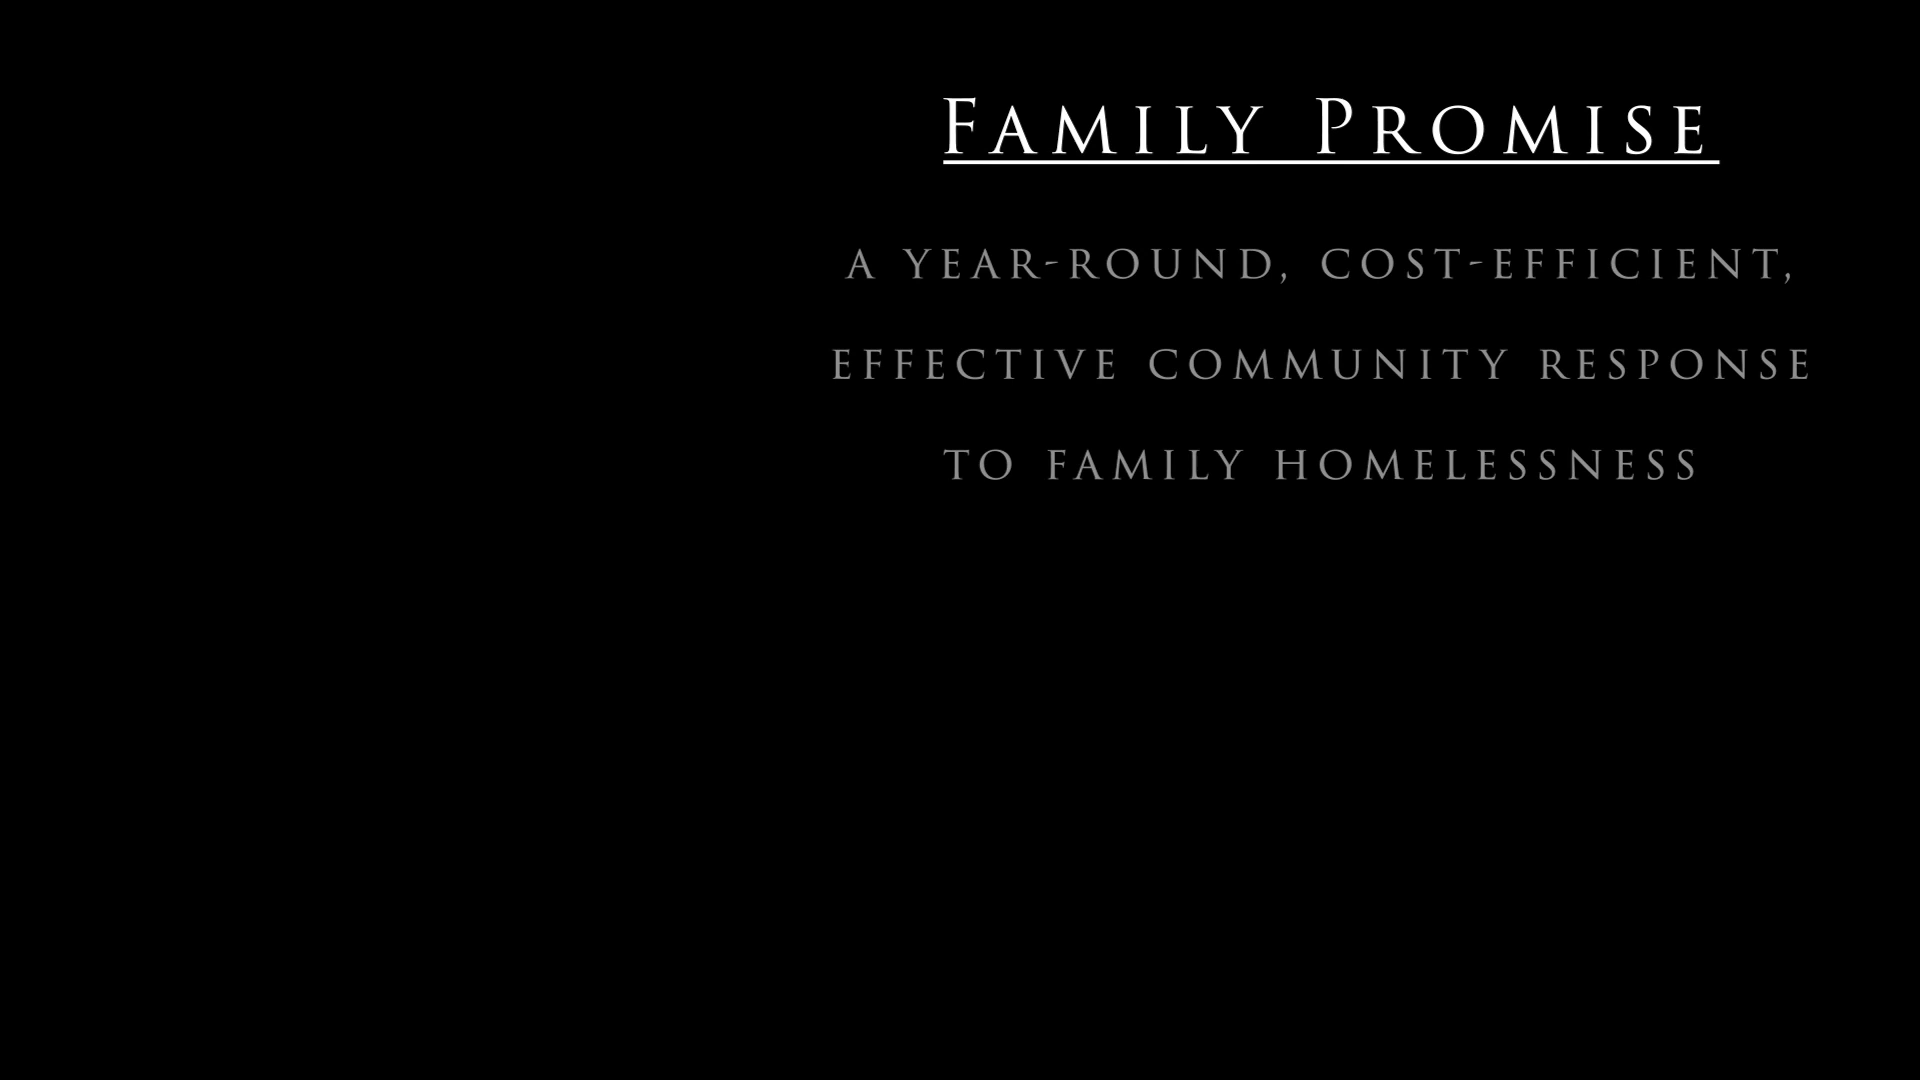 FAMILY PROMISE
A YEAR-ROUND, COST-EFFICIENT,
EFFECTIVE COMMUNITY RESPONSE
TO FAMILY HOMELESSNESS